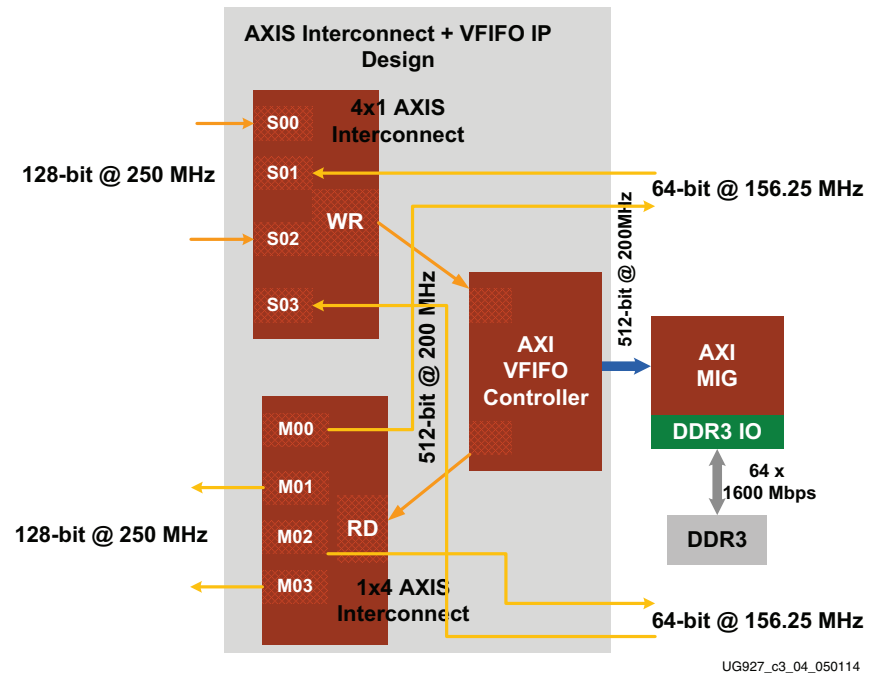 AXIS Interconnect + VFIFO IP
Design
4x1 AXIS
Interconnect
S00
S01
S02
S03
WR
128-bit @ 250 MHz
64-bit @ 156.25 MHz
512-bit @ 200 MHz
512-bit @ 200MHz
AXI
VFIFO
Controller
AXI
MIG
DDR3 IO
64 x
1600 Mbps
DDR3
M00
M01
M02
M03
RD
128-bit @ 250 MHz
1x4 AXIS
Interconnect
64-bit @ 156.25 MHz
UG927_c3_04_050114